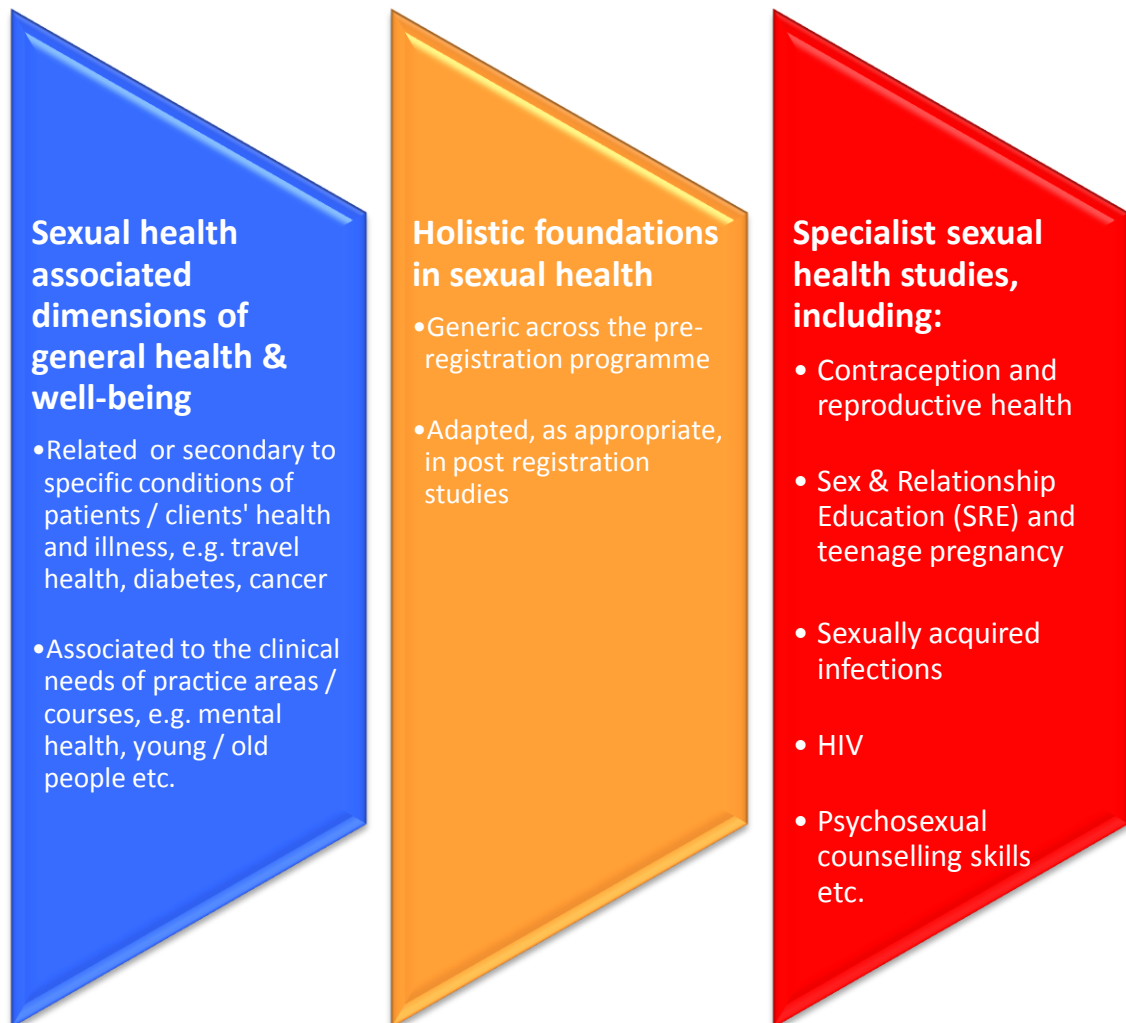 Sexual health
associated
dimensions of
general health &
well-being
•Related  or secondary to
specific conditions of
patients / clients' health
and illness, e.g. travel
health, diabetes, cancer
•Associated to the clinical
needs of practice areas /
courses, e.g. mental
health, young / old
people etc.
Holistic foundations
in sexual health
•Generic across the pre-
registration programme
•Adapted, as appropriate,
in post registration
studies
Specialist sexual
health studies,
including:
• Contraception and
reproductive health
• Sex & Relationship
Education (SRE) and
teenage pregnancy
• Sexually acquired
infections
• HIV
• Psychosexual
counselling skills
etc.